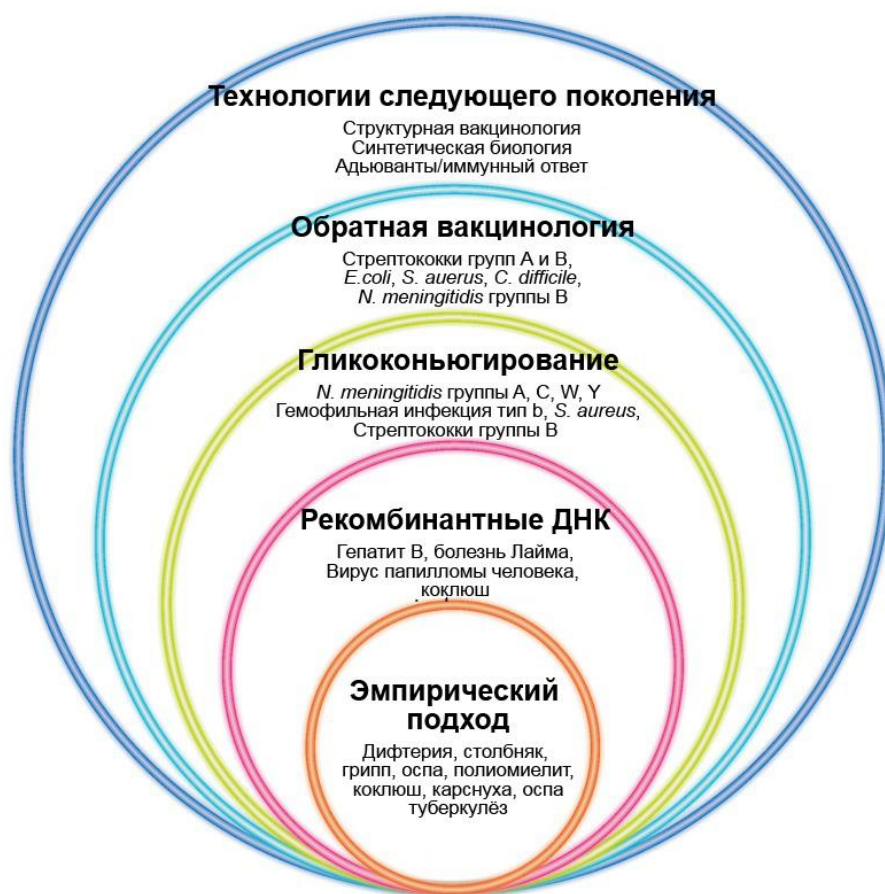 Технологии следующего поколения
Структурная вакцинология
Синтетическая биология
Адьюванты/иммунный ответ
Обратная вакцинология
Стрептококки групп А и В,
E.coli, S. auerus, C. difficile,
N. meningitidis группы В
Гликоконьюгирование
N. meningitidis группы A, C, W, Y
Гемофильная инфекция тип b, S. aureus,
Стрептококки группы В
Рекомбинантные ДНК
Гепатит В, болезнь Лайма,
Вирус папилломы человека,
коклюш
Эмпирический
подход
Дифтерия, столбняк,
грипп, оспа, полиомиелит,
коклюш, карснуха, оспа
туберкулёз